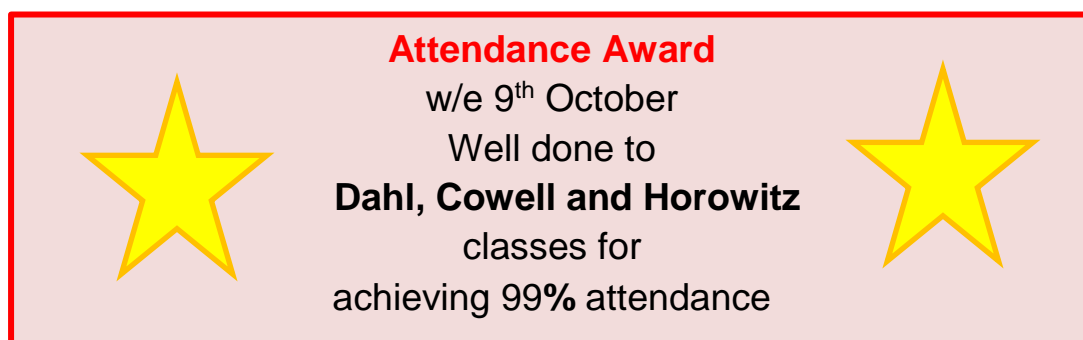 Attendance Award
w/e 9th October
Well done to
Dahl, Cowell and Horowitz
classes for
achieving 99% attendance